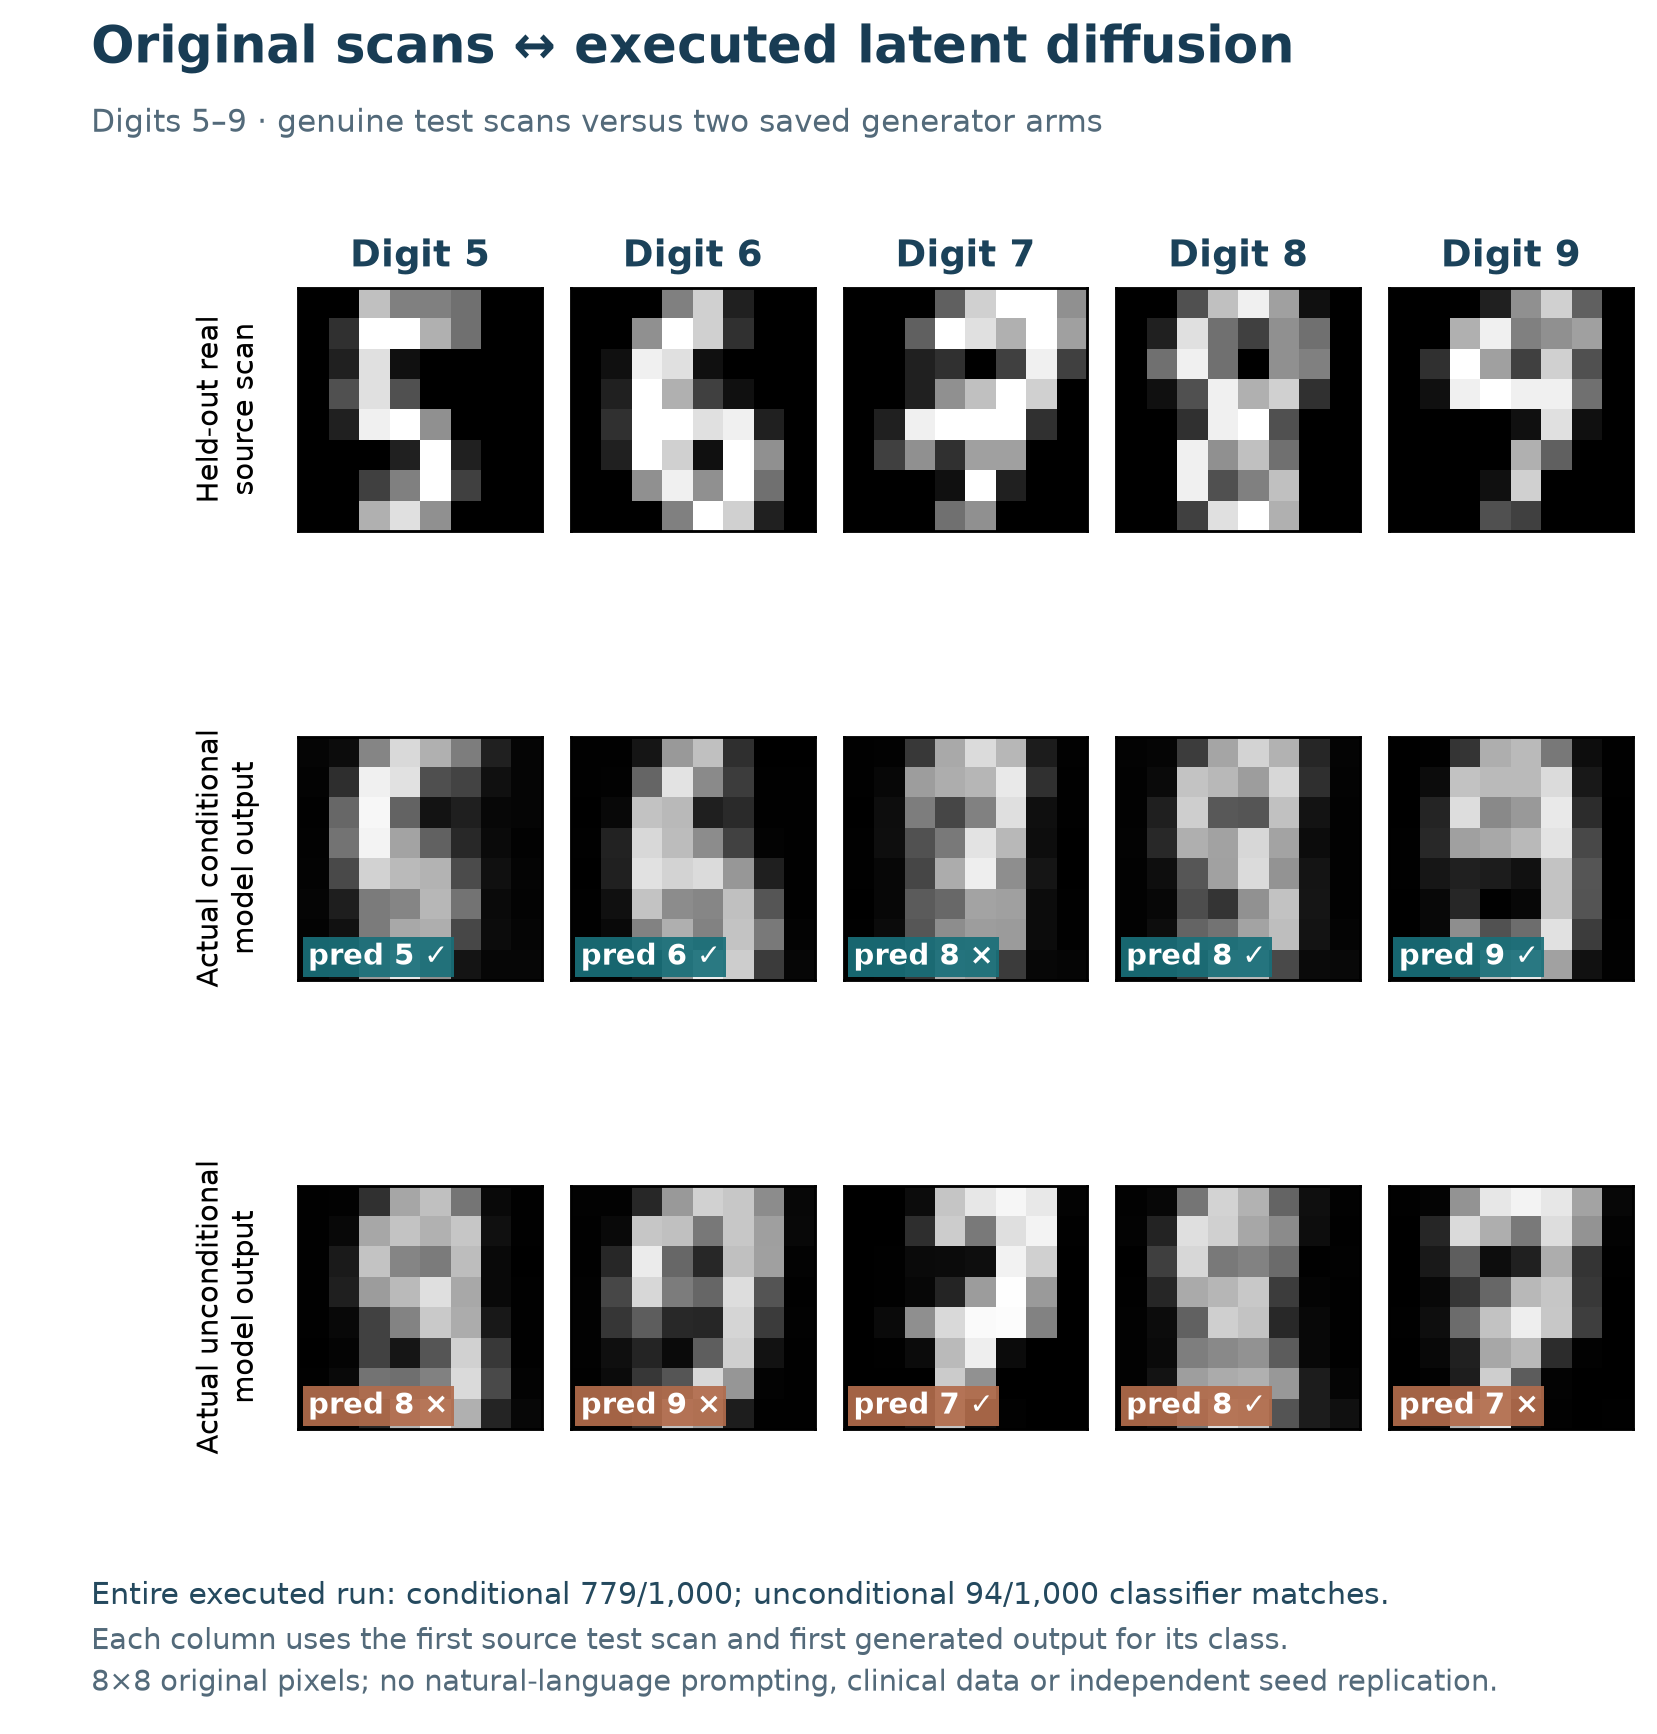 Original scans ↔ executed latent diffusion
Digits 5–9 · genuine test scans versus two saved generator arms
Digit 5
Digit 6
Digit 7
Digit 8
Digit 9
Held-out real
source scan
Actual conditional
model output
pred 5 ✓
pred 6 ✓
pred 8 ×
pred 8 ✓
pred 9 ✓
Actual unconditional
model output
pred 8 ×
pred 9 ×
pred 7 ✓
pred 8 ✓
pred 7 ×
Entire executed run: conditional 779/1,000; unconditional 94/1,000 classifier matches.
Each column uses the first source test scan and first generated output for its class.
8×8 original pixels; no natural-language prompting, clinical data or independent seed replication.